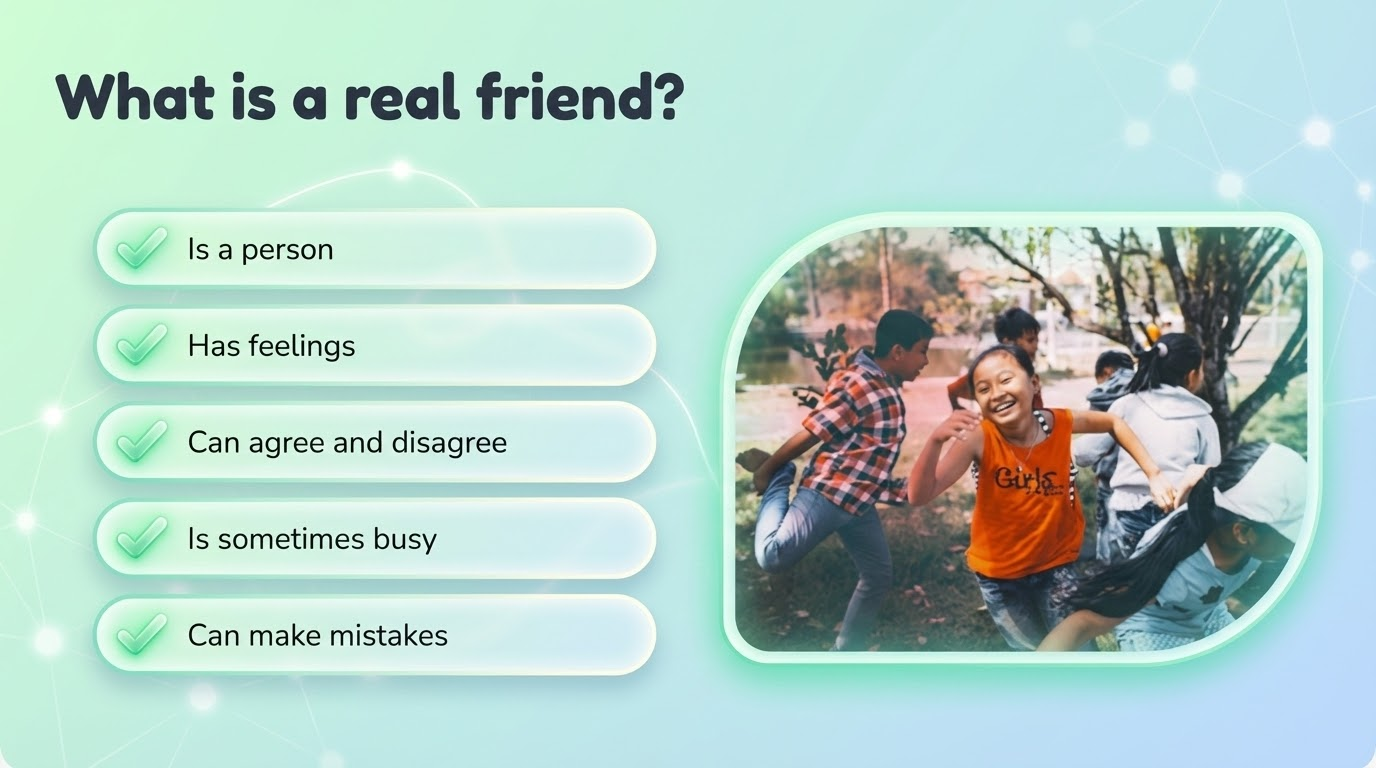 What is a real friend?
Is a person
Has feelings
Can agree and disagree
Is sometimes busy
Can make mistakes
Girls